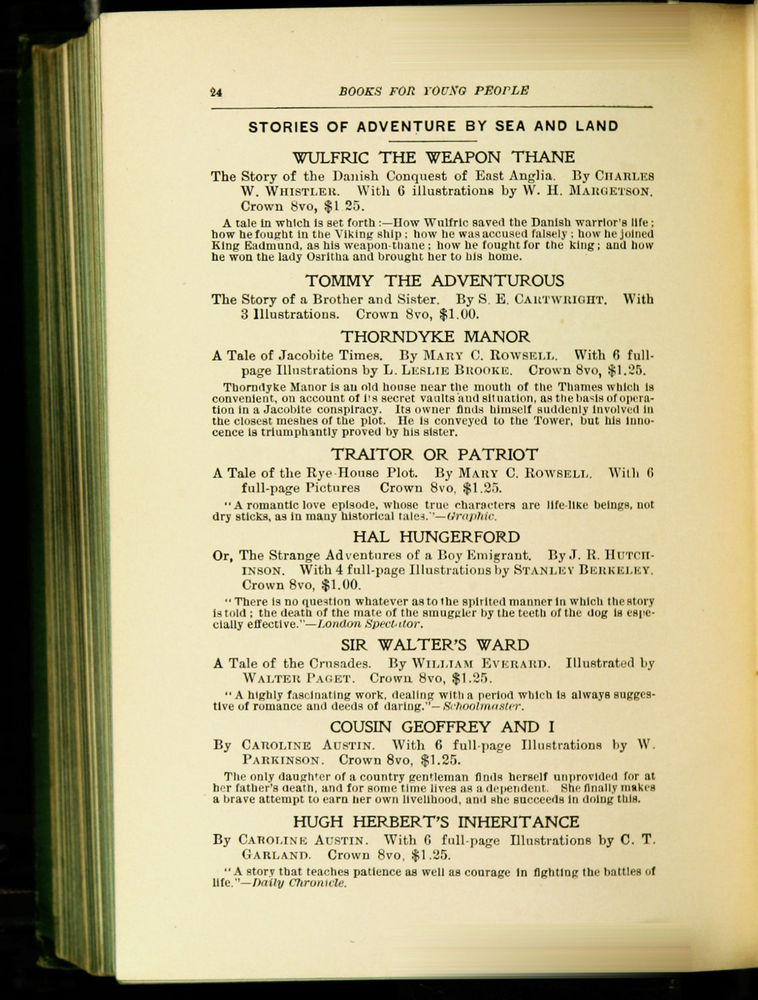 24 BOOKS FOR YOUNG PEOPLE
STORIES OF ADVENTURE BY SEA AND LAND
WULFRIC THE WEAPON THANE
The Story of the Danish Conquest of East Anglia. By CHARLES
W. WHISTLER. With 6 illustrations by W. H. MARGETSON.
Crown 8vo, $1 25.
A tale in which is set forth :—How Wulfric saved the Danish warrior's life ;
how he fought in the Viking ship ; how he was accused falsely ; how he joined
King Eadmund, as his weapon-thane ; how he fought for the king ; and how
he won the lady Osritha and brought her to his home.
TOMMY THE ADVENTUROUS
The Story of a Brother and Sister. By S. E. CARTWRIGHT. With
3 Illustrations. Crown 8vo, $1.00.
THORNDYKE MANOR
A Tale of Jacobite Times. By MARY C. ROWSELL. With 6 full-
page Illustrations by L. LESLIE BROOKE. Crown 8vo, $1.25.
Thorndyke Manor is an old house near the mouth of the Thames which is
convenient, on account of its secret vaults and situation, as the basis of opera-
tion in a Jacobite conspiracy. Its owner finds himself suddenly involved in
the closest meshes of the plot. He is conveyed to the Tower, but his inno-
cence is triumphantly proved by his sister.
TRAITOR OR PATRIOT
A Tale of the Rye-House Plot. By MARY C. ROWSELL. With 6
full-page Pictures Crown 8vo, $1.25.
"A romantic love episode, whose true characters are life-like beings, not
dry sticks, as in many historical tales."—Graphic.
HAL HUNGERFORD
Or, The Strange Adventures of a Boy Emigrant. By J. R. HUTCH-
INSON. With 4 full-page Illustrations by STANLEY BERKELEY.
Crown 8vo, $1.00.
"There is no question whatever as to the spirited manner in which the story
is told ; the death of the mate of the smuggler by the teeth of the dog is espe-
cially effective."—London Spectator.
SIR WALTER'S WARD
A Tale of the Crusades. By WILLIAM EVERARD. Illustrated by
WALTER PAGET. Crown 8vo, $1.25.
"A highly fascinating work, dealing with a period which is always sugges-
tive of romance and deeds of daring."—Schoolmaster.
COUSIN GEOFFREY AND I
By CAROLINE AUSTIN. With 6 full-page Illustrations by W.
PARKINSON. Crown 8vo, $1.25.
The only daughter of a country gentleman finds herself unprovided for at
her father's death, and for some time lives as a dependent. She finally makes
a brave attempt to earn her own livelihood, and she succeeds in doing this.
HUGH HERBERT'S INHERITANCE
By CAROLINE AUSTIN. With 6 full-page Illustrations by C. T.
GARLAND. Crown 8vo, $1.25.
"A story that teaches patience as well as courage in fighting the battles of
life."—Daily Chronicle.